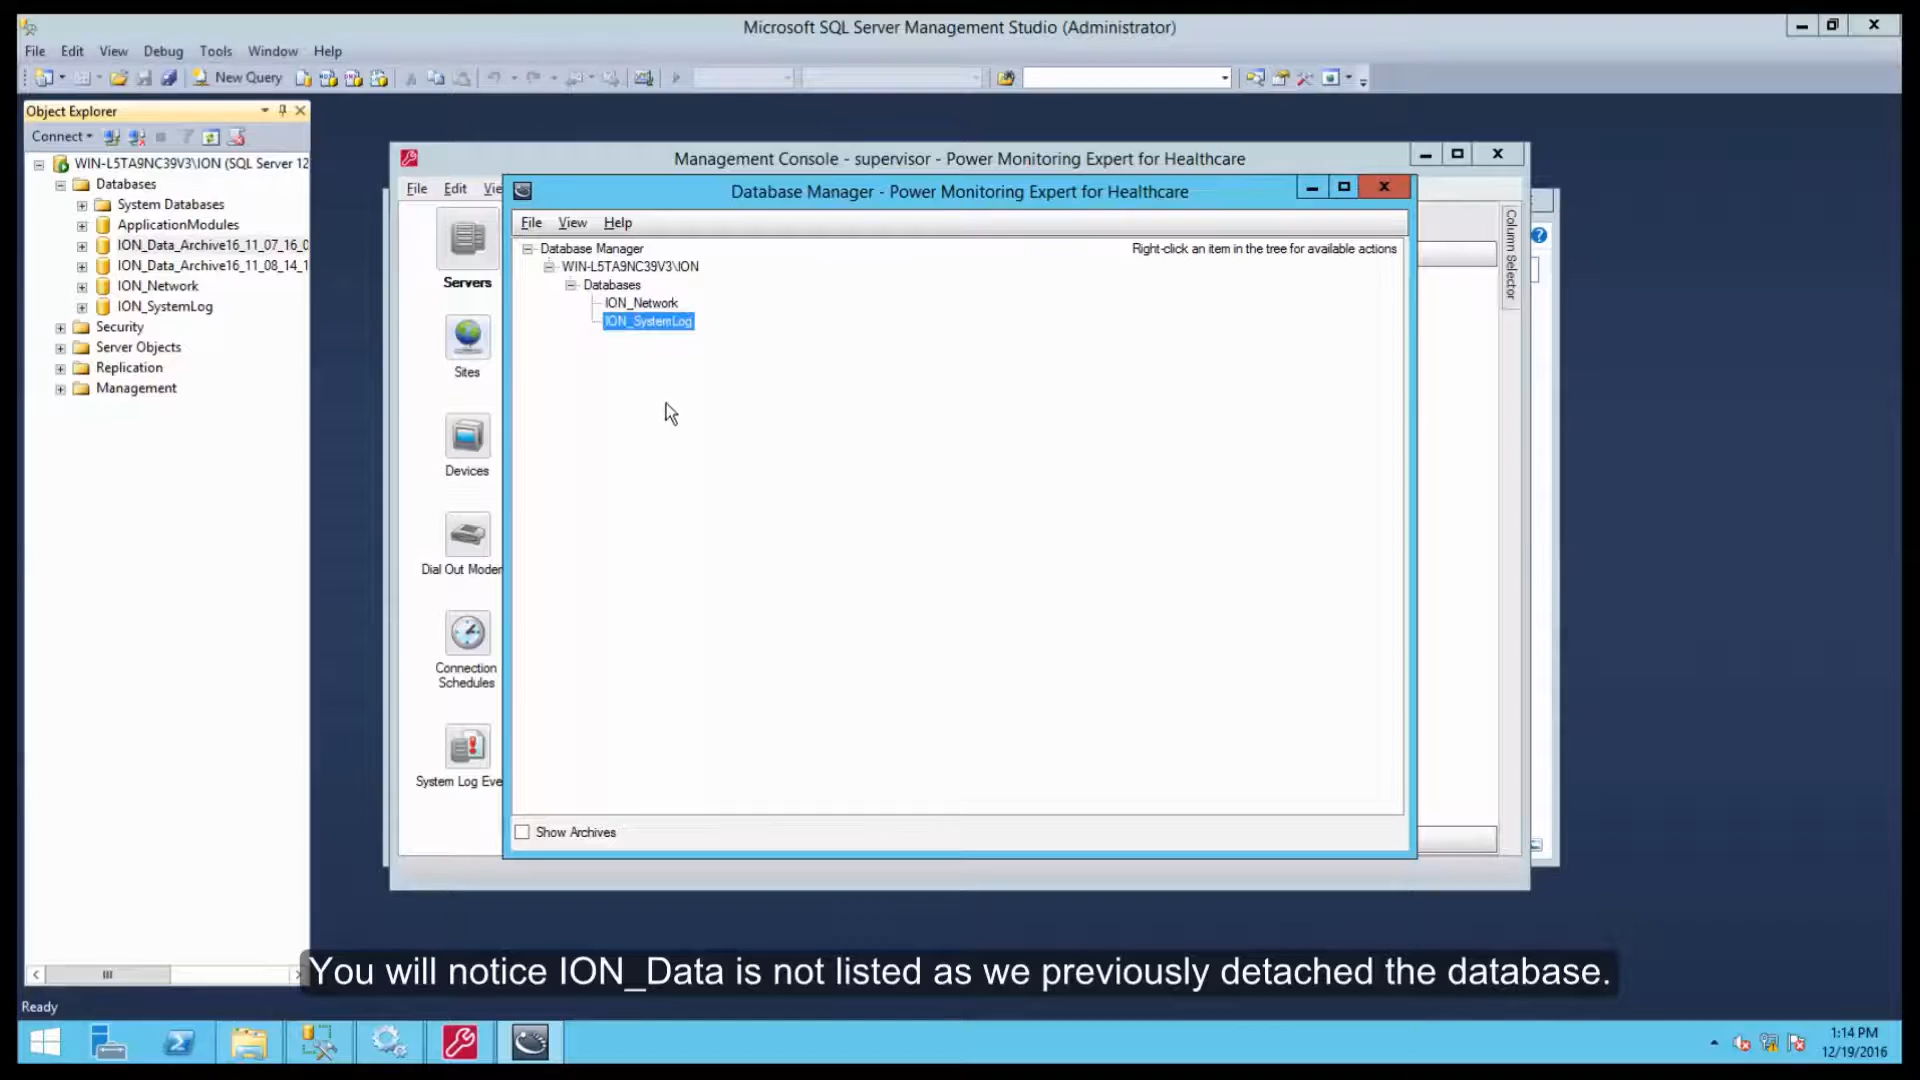 Microsoft SQL Server Management Studio (Administrator)
File Edit View Debug Tools Window Help
New Query
Object Explorer
Connect
WIN-L5TA9NC39V3\ION (SQL Server 12
Databases
System Databases
ApplicationModules
ION_Data_Archive16_11_07_16_0
ION_Data_Archive16_11_08_14_1
ION_Network
ION_SystemLog
Security
Server Objects
Replication
Management
Ready
Management Console - supervisor - Power Monitoring Expert for Healthcare
File Edit Vie
Servers
Sites
Devices
Dial Out Moder
Connection
Schedules
System Log Eve
Column Selector
Database Manager - Power Monitoring Expert for Healthcare
File View Help
Right-click an item in the tree for available actions
Database Manager
WIN-L5TA9NC39V3\ION
Databases
ION_Network
ION_SystemLog
Show Archives
You will notice ION_Data is not listed as we previously detached the database.
1:14 PM
12/19/2016